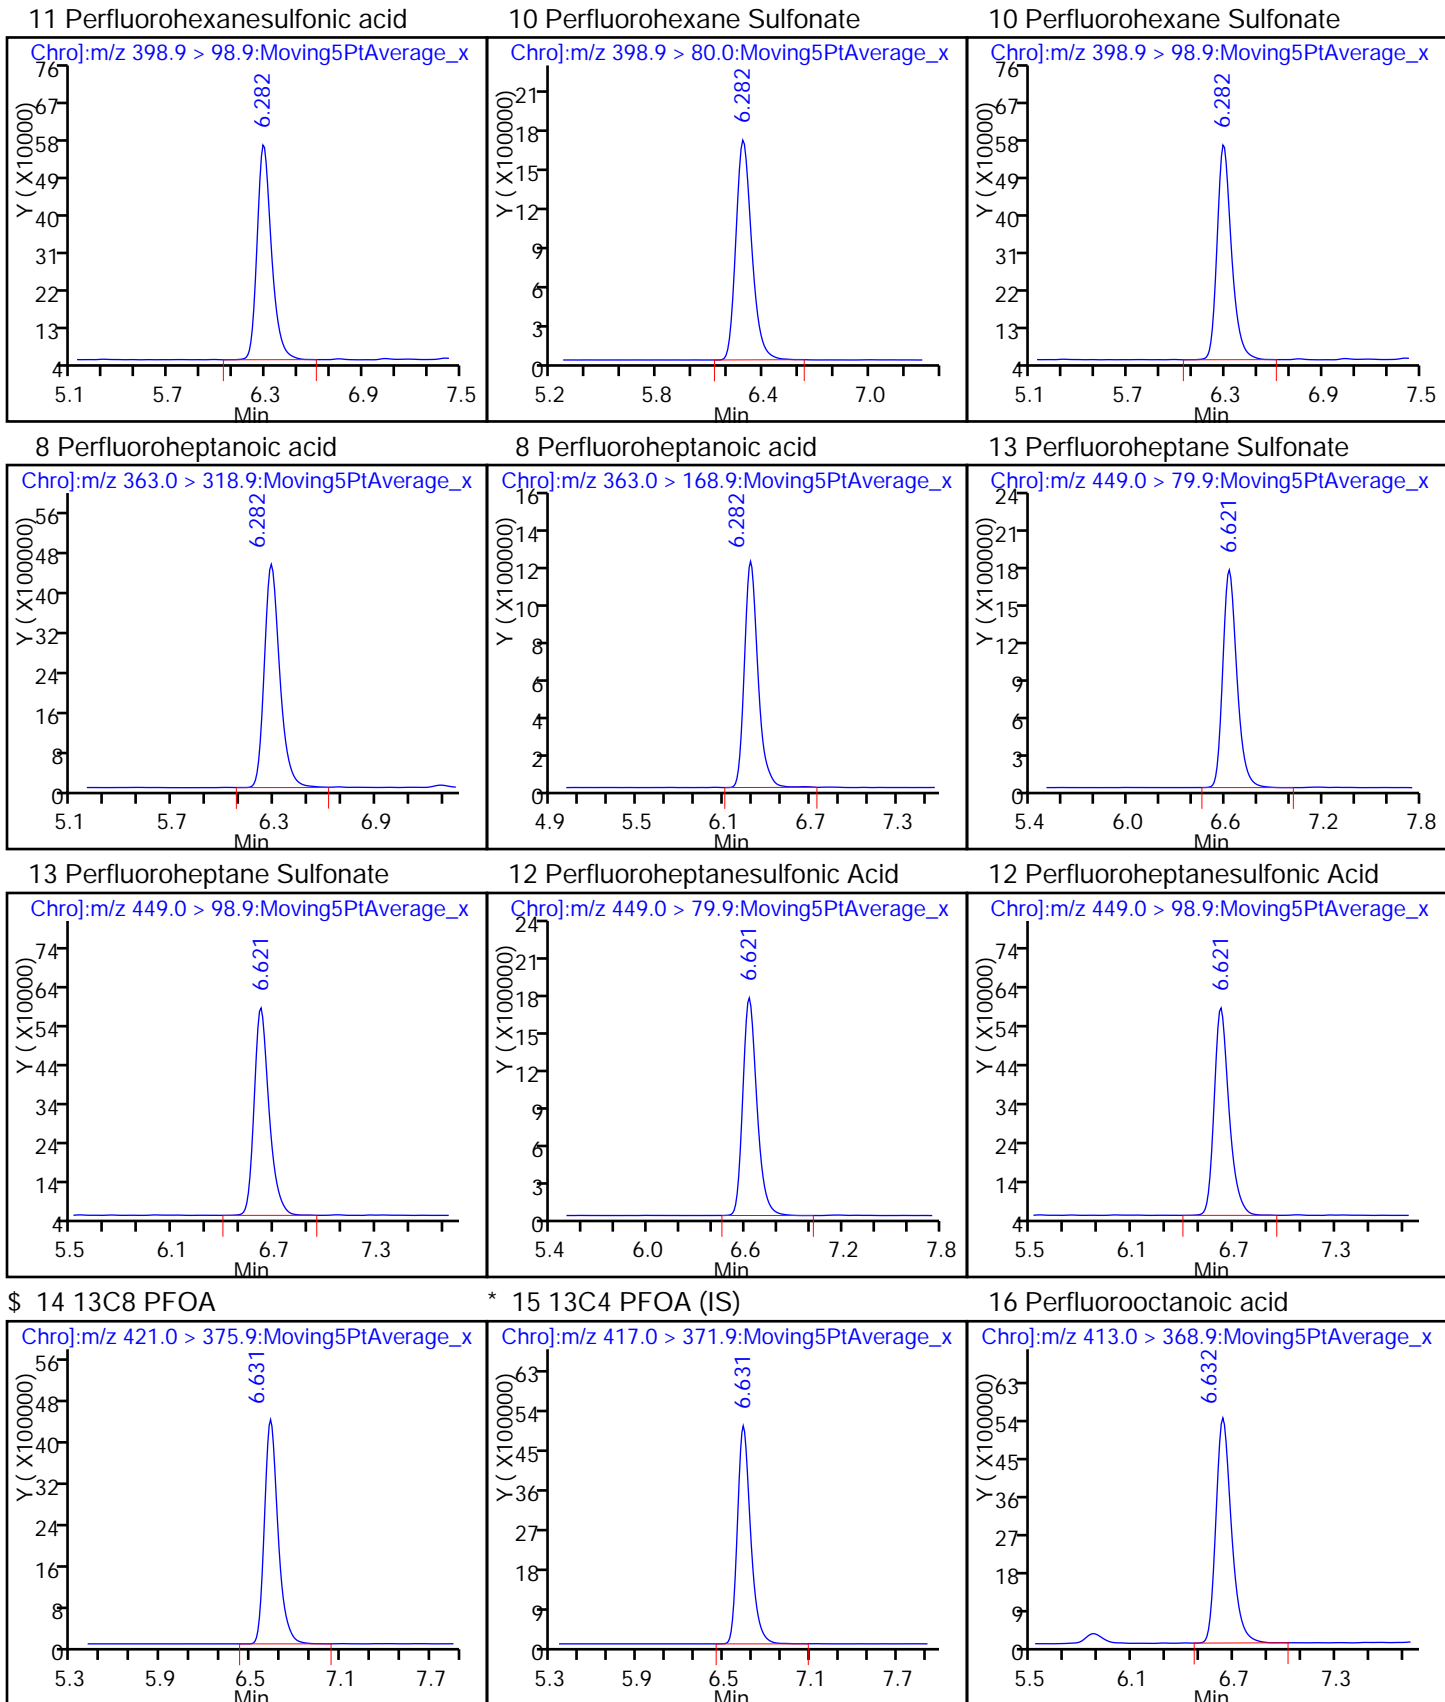 11 Perfluorohexanesulfonic acid
Chro]:m/z 398.9 > 98.9:Moving5PtAverage_x
Y ( X10000)
76
67
58
49
40
31
22
13
4
6.282
5.1 5.7 6.3 6.9 7.5
Min
10 Perfluorohexane Sulfonate
Chro]:m/z 398.9 > 80.0:Moving5PtAverage_x
Y ( X100000)
21
18
15
12
9
6
3
0
6.282
5.2 5.8 6.4 7.0
Min
10 Perfluorohexane Sulfonate
Chro]:m/z 398.9 > 98.9:Moving5PtAverage_x
Y ( X10000)
76
67
58
49
40
31
22
13
4
6.282
5.1 5.7 6.3 6.9 7.5
Min
8 Perfluoroheptanoic acid
Chro]:m/z 363.0 > 318.9:Moving5PtAverage_x
Y ( X100000)
56
48
40
32
24
16
8
0
6.282
5.1 5.7 6.3 6.9
Min
8 Perfluoroheptanoic acid
Chro]:m/z 363.0 > 168.9:Moving5PtAverage_x
Y ( X100000)
16
14
12
10
8
6
4
2
0
6.282
4.9 5.5 6.1 6.7 7.3
Min
13 Perfluoroheptane Sulfonate
Chro]:m/z 449.0 > 79.9:Moving5PtAverage_x
Y ( X100000)
24
21
18
15
12
9
6
3
0
6.621
5.4 6.0 6.6 7.2 7.8
Min
13 Perfluoroheptane Sulfonate
Chro]:m/z 449.0 > 98.9:Moving5PtAverage_x
Y ( X10000)
74
64
54
44
34
24
14
4
6.621
5.5 6.1 6.7 7.3
Min
12 Perfluoroheptanesulfonic Acid
Chro]:m/z 449.0 > 79.9:Moving5PtAverage_x
Y ( X100000)
24
21
18
15
12
9
6
3
0
6.621
5.4 6.0 6.6 7.2 7.8
Min
12 Perfluoroheptanesulfonic Acid
Chro]:m/z 449.0 > 98.9:Moving5PtAverage_x
Y ( X10000)
74
64
54
44
34
24
14
4
6.621
5.5 6.1 6.7 7.3
Min
$ 14 13C8 PFOA
Chro]:m/z 421.0 > 375.9:Moving5PtAverage_x
Y ( X100000)
56
48
40
32
24
16
8
0
6.631
5.3 5.9 6.5 7.1 7.7
Min
* 15 13C4 PFOA (IS)
Chro]:m/z 417.0 > 371.9:Moving5PtAverage_x
Y ( X100000)
63
54
45
36
27
18
9
0
6.631
5.3 5.9 6.5 7.1 7.7
Min
16 Perfluorooctanoic acid
Chro]:m/z 413.0 > 368.9:Moving5PtAverage_x
Y ( X100000)
63
54
45
36
27
18
9
0
6.632
5.5 6.1 6.7 7.3
Min